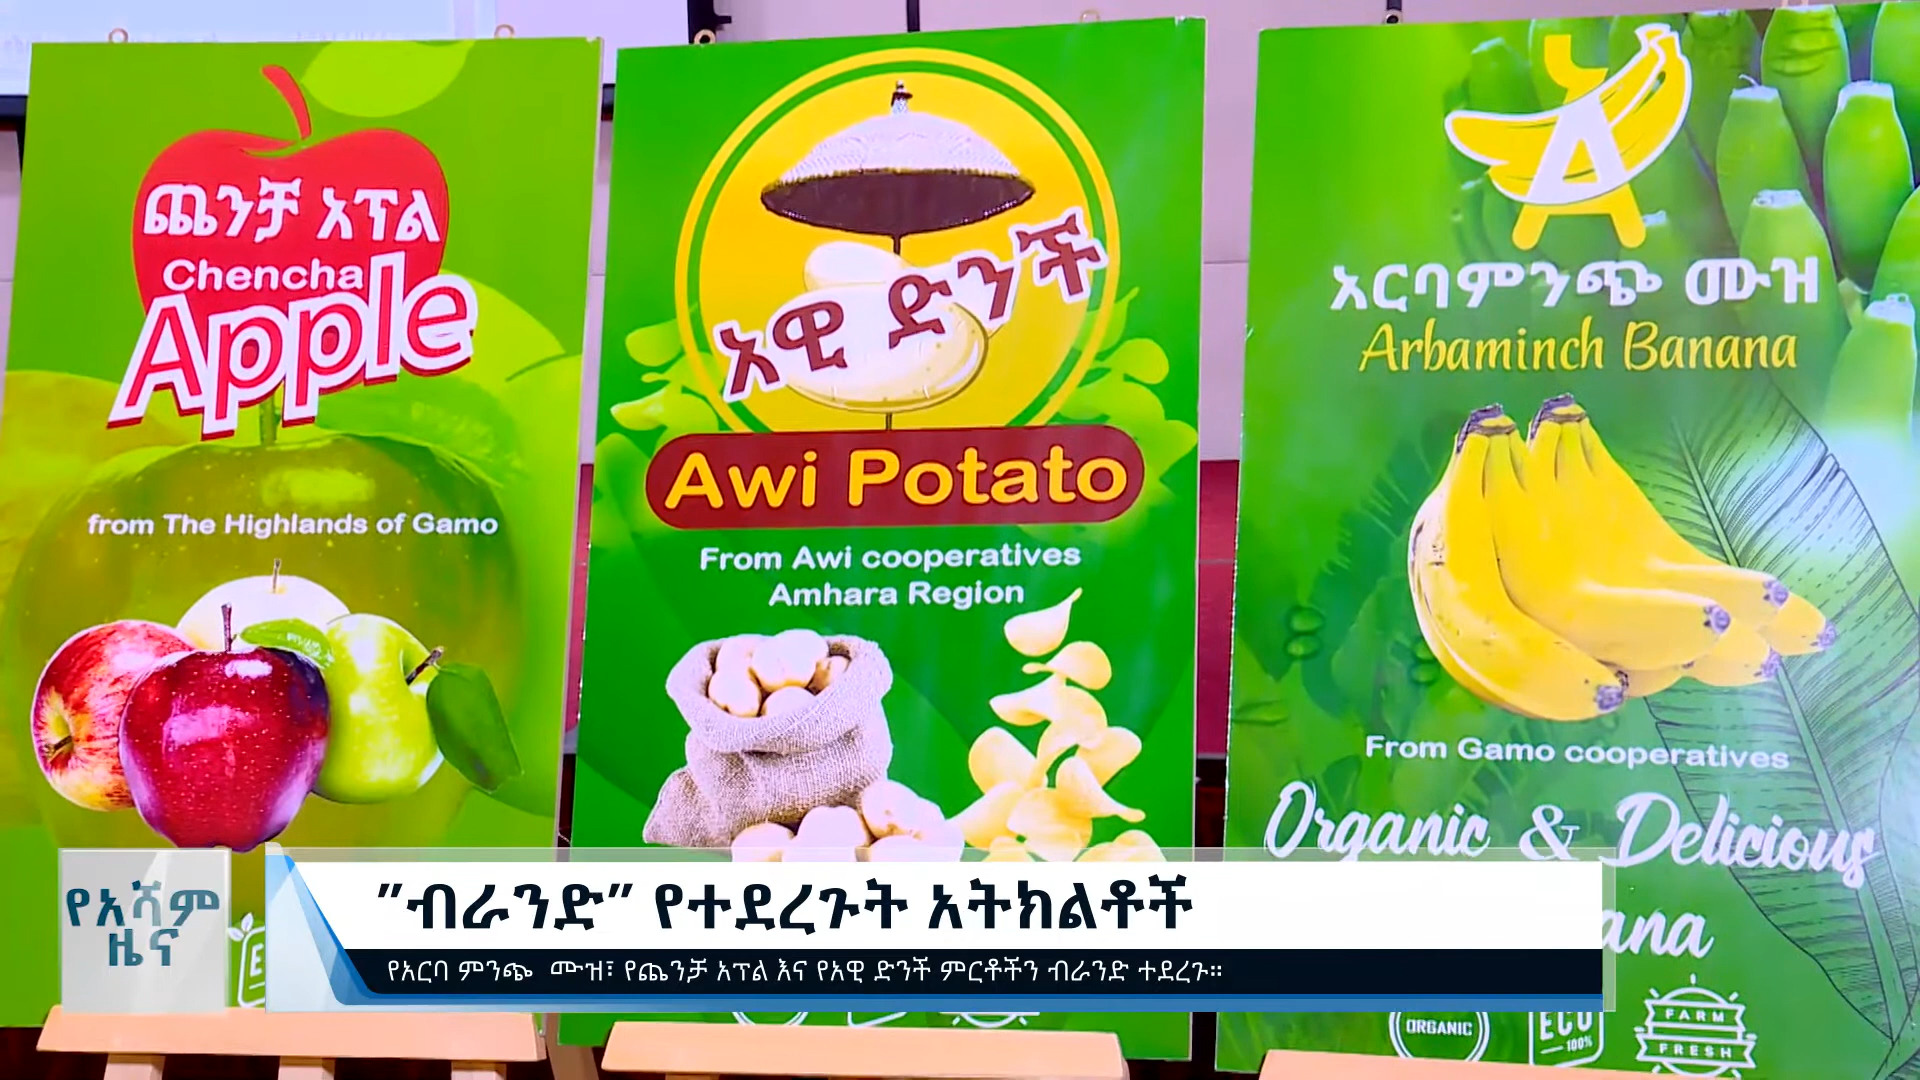 ጨንቻ አፕል
Chencha
Apple
from The Highlands of Gamo
አዊ ድንች
Awi Potato
From Awi cooperatives
Amhara Region
አርባምንጭ ሙዝ
Arbaminch Banana
From Gamo cooperatives
Organic & Delicious
ORGANIC
ECO
100%
FARM
FRESH
የአሻም
ዜና
"ብራንድ" የተደረጉት አትክልቶች
የአርባ ምንጭ ሙዝ፣ የጨንቻ አፕል እና የአዊ ድንች ምርቶችን ብራንድ ተደረጉ።